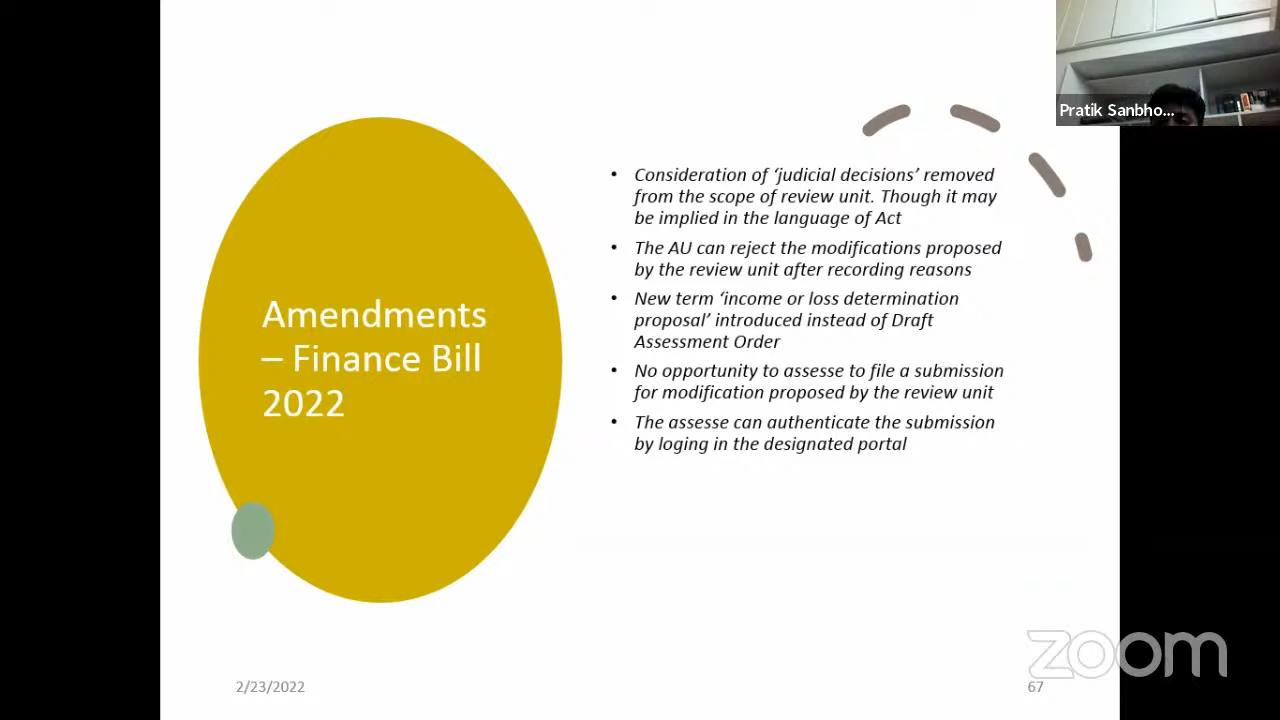 Pratik Sanbho...
Amendments
– Finance Bill
2022
• Consideration of ‘judicial decisions’ removed
from the scope of review unit. Though it may
be implied in the language of Act
• The AU can reject the modifications proposed
by the review unit after recording reasons
• New term ‘income or loss determination
proposal’ introduced instead of Draft
Assessment Order
• No opportunity to assesse to file a submission
for modification proposed by the review unit
• The assesse can authenticate the submission
by loging in the designated portal
zoom
2/23/2022
67